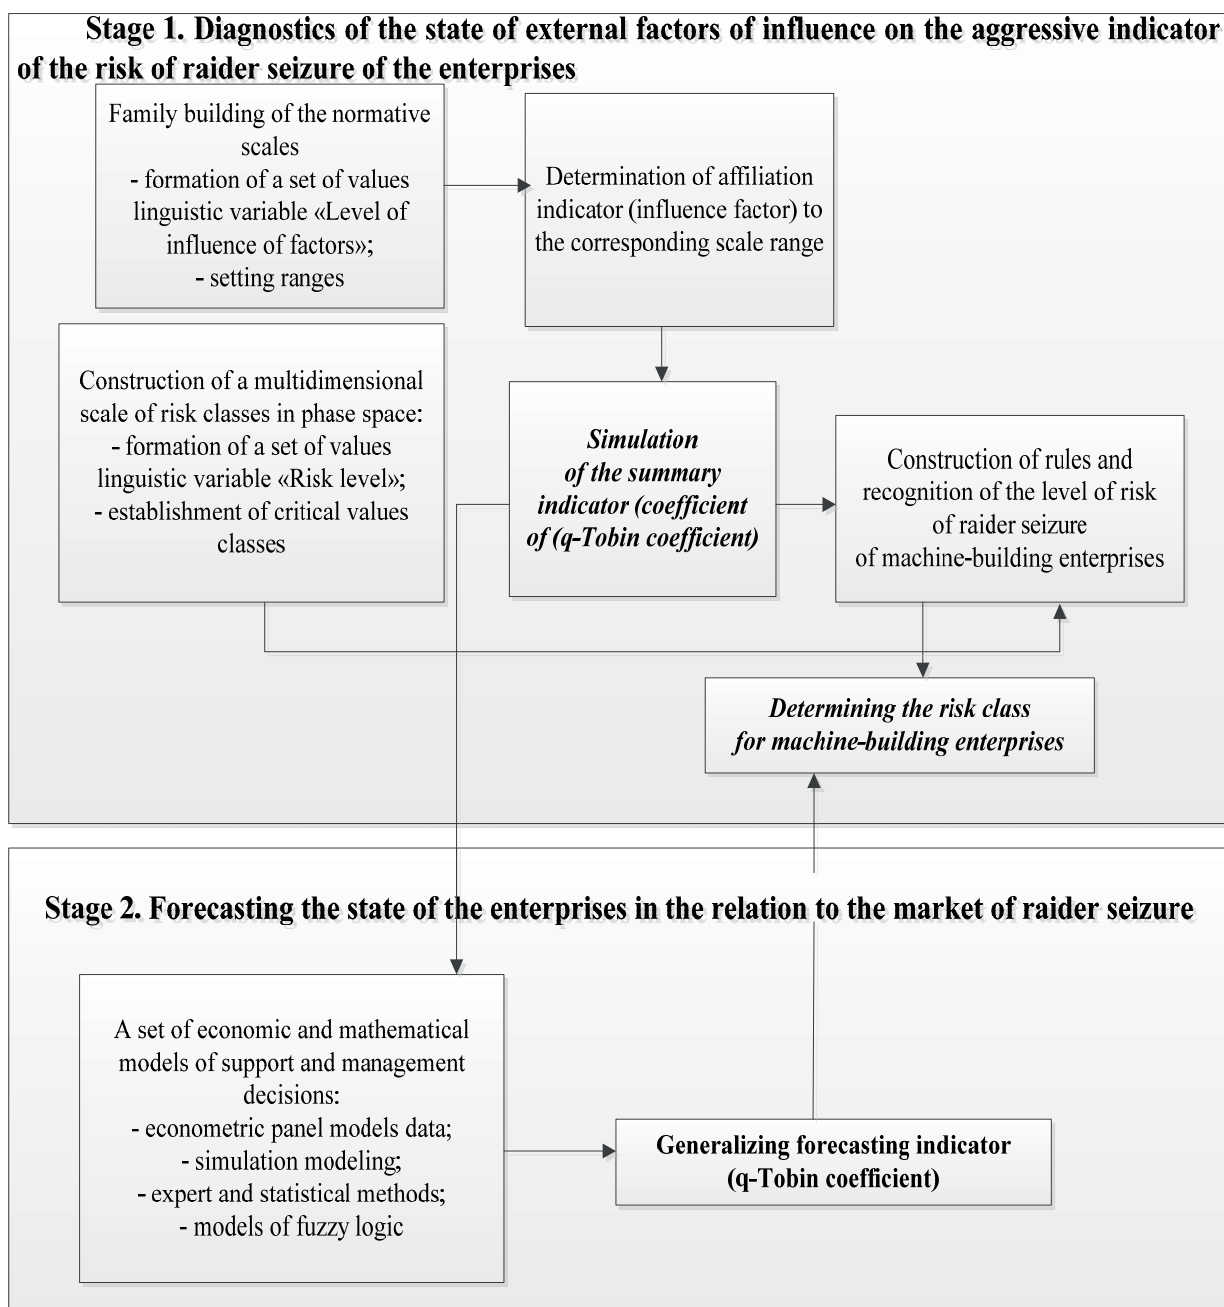 Stage 1. Diagnostics of the state of external factors of influence on the aggressive indicator
of the risk of raider seizure of the enterprises
Family building of the normative
scales
- formation of a set of values
linguistic variable «Level of
influence of factors»;
- setting ranges
Determination of affiliation
indicator (influence factor) to
the corresponding scale range
Construction of a multidimensional
scale of risk classes in phase space:
- formation of a set of values
linguistic variable «Risk level»;
- establishment of critical values
classes
Simulation
of the summary
indicator (coefficient
of (q-Tobin coefficient)
Construction of rules and
recognition of the level of risk
of raider seizure
of machine-building enterprises
Determining the risk class
for machine-building enterprises
Stage 2. Forecasting the state of the enterprises in the relation to the market of raider seizure
A set of economic and mathematical
models of support and management
decisions:
- econometric panel models data;
- simulation modeling;
- expert and statistical methods;
- models of fuzzy logic
Generalizing forecasting indicator
(q-Tobin coefficient)